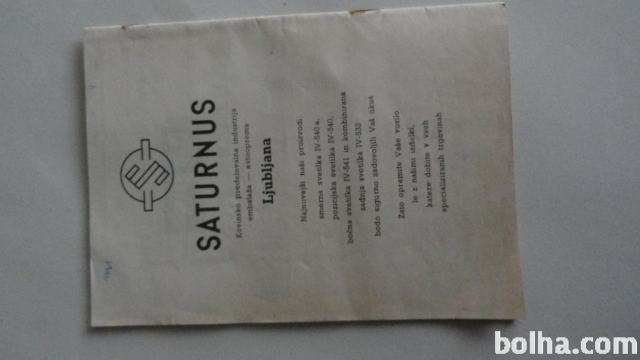 SATURNUS
Kovinsko predelovalna industrija
embalaža — avtooprema
Ljubljana
Najnovejši naši proizvodi
smerna svetilka IV-540 a,
pozicijska svetilka IV-540,
bočna svetilka IV-541 in kombinirana
zadnja svetilka IV-532
bodo sigurno zadovoljili Vaš okus
Zato opremite Vaše vozilo
le z našimi izdelki,
katere dobite v vseh
specializiranih trgovinah
bolha.com